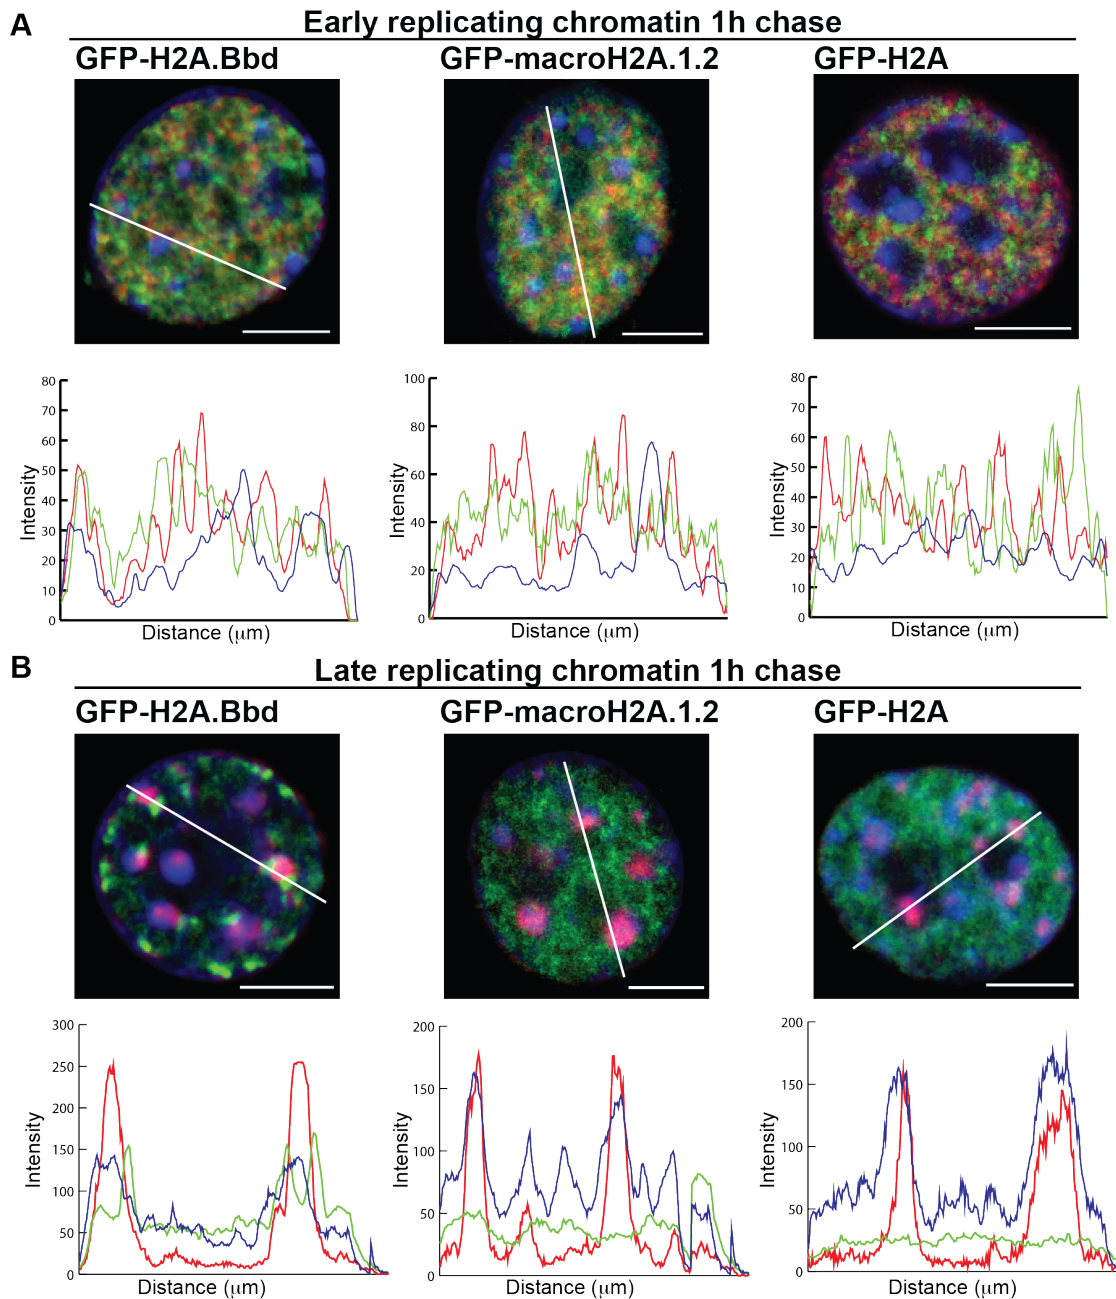 A
Early replicating chromatin 1h chase
GFP-H2A.Bbd
GFP-macroH2A.1.2
GFP-H2A
80
70
60
50
40
30
20
10
0
Intensity
Distance (μm)
100
80
60
40
20
0
Intensity
Distance (μm)
80
70
60
50
40
30
20
10
0
Intensity
Distance (μm)
B
Late replicating chromatin 1h chase
GFP-H2A.Bbd
GFP-macroH2A.1.2
GFP-H2A
300
250
200
150
100
50
0
Intensity
Distance (μm)
200
150
100
50
0
Intensity
Distance (μm)
200
150
100
50
0
Intensity
Distance (μm)